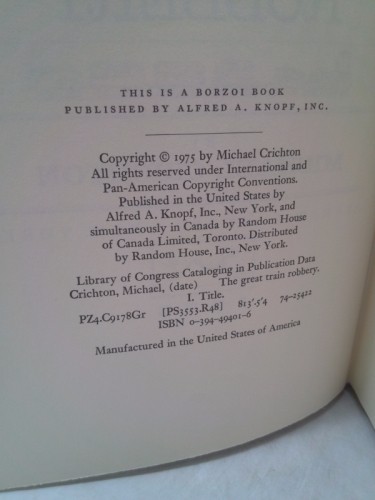 THIS IS A BORZOI BOOK
PUBLISHED BY ALFRED A. KNOPF, INC.
Copyright © 1975 by Michael Crichton
All rights reserved under International and
Pan-American Copyright Conventions.
Published in the United States by
Alfred A. Knopf, Inc., New York, and
simultaneously in Canada by Random House
of Canada Limited, Toronto. Distributed
by Random House, Inc., New York.
Library of Congress Cataloging in Publication Data
Crichton, Michael, (date) The great train robbery.
I. Title.
PZ4.C9178Gr [PS3553.R48] 813'.5'4 74-25422
ISBN 0-394-49401-6
Manufactured in the United States of America